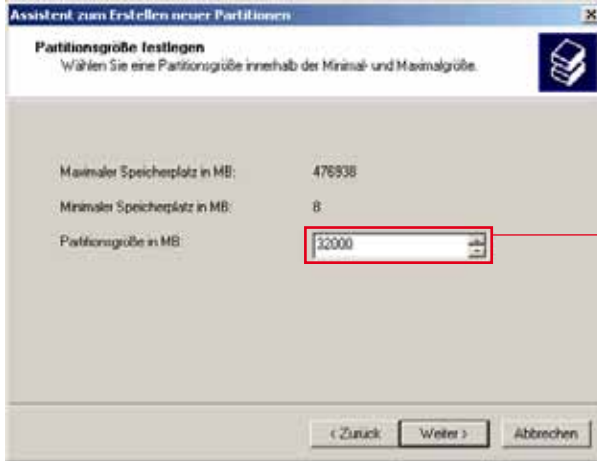 Assistent zum Erstellen neuer Partitionen
Partitionsgröße festlegen
Wählen Sie eine Partitionsgröße innerhalb der Minimal- und Maximalgröße.
Maximaler Speicherplatz in MB: 476938
Minimaler Speicherplatz in MB: 8
Partitionsgröße in MB: 32000
< Zurück Weiter > Abbrechen